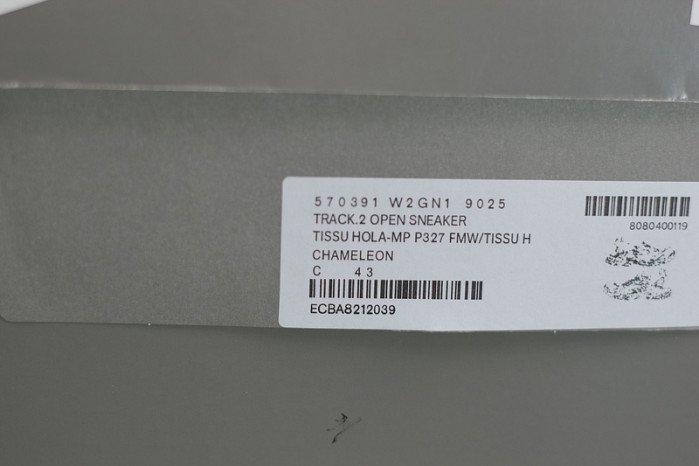 570391 W2GN1 9025
TRACK.2 OPEN SNEAKER
TISSU HOLA-MP P327 FMW/TISSU H
CHAMELEON
C 43
ECBA8212039
8080400119